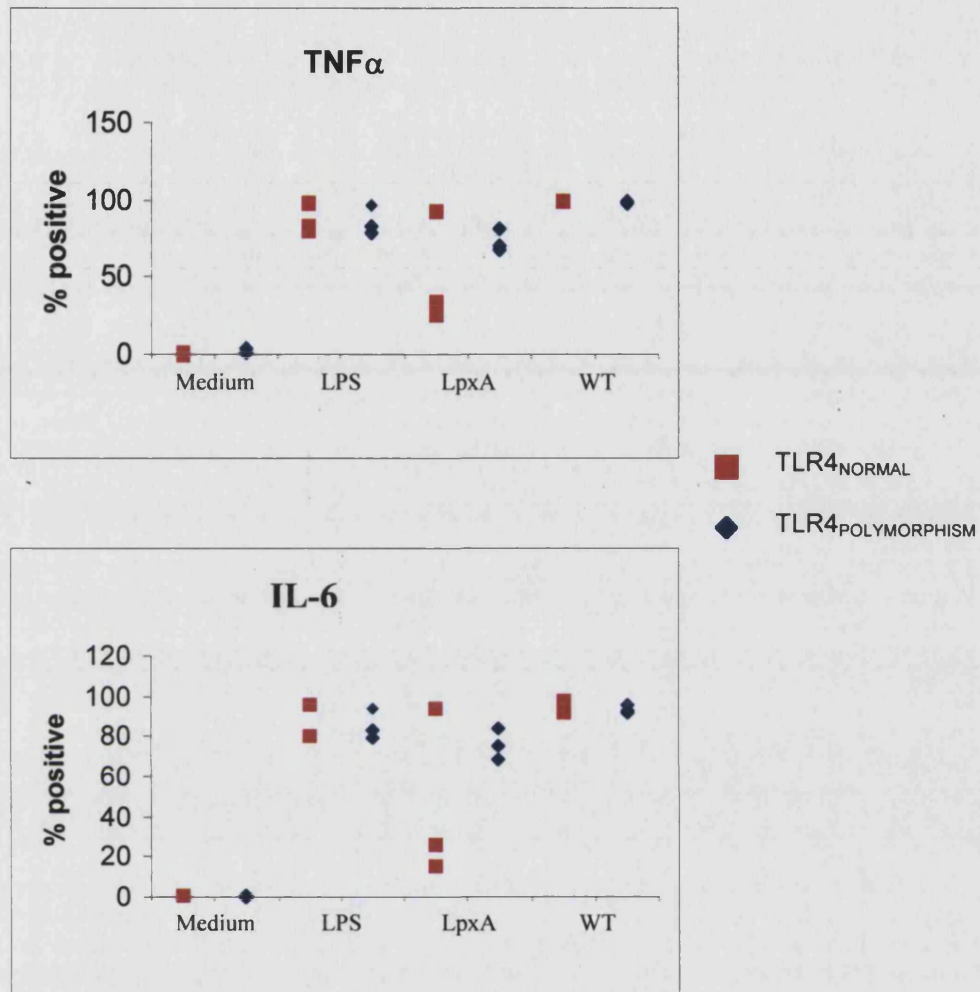 TNFα
150
100
50
0
% positive
Medium LPS LpxA WT
TLR4NORMAL
TLR4POLYMORPHISM
IL-6
120
100
80
60
40
20
0
% positive
Medium LPS LpxA WT